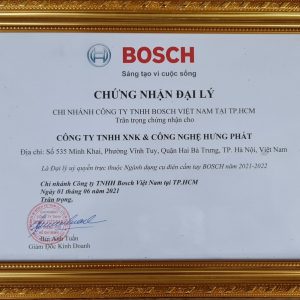 BOSCH
Sáng tạo vì cuộc sống
CHỨNG NHẬN ĐẠI LÝ
CHI NHÁNH CÔNG TY TNHH BOSCH VIỆT NAM TẠI TP.HCM
Trân trọng chứng nhận cho
CÔNG TY TNHH XNK & CÔNG NGHỆ HƯNG PHÁT
Địa chỉ: Số 535 Minh Khai, Phường Vĩnh Tuy, Quận Hai Bà Trưng, TP. Hà Nội, Việt Nam
Là Đại lý uỷ quyền trực thuộc Ngành dụng cụ điện cầm tay BOSCH năm 2021-2022
Chi nhánh Công ty TNHH Bosch Việt Nam tại TP.HCM
Ngày 01 tháng 06 năm 2021
Trân trọng,
Bùi Anh Tuấn
Giám Đốc Kinh Doanh